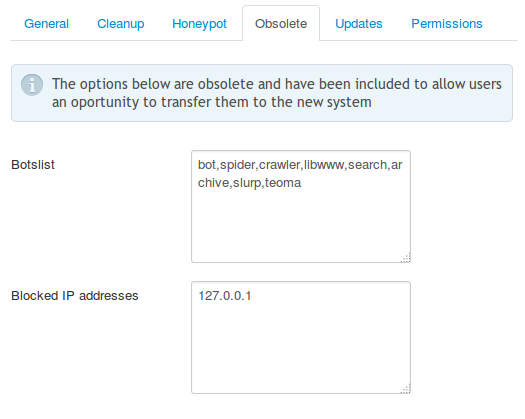 General Cleanup Honeypot Obsolete Updates Permissions
The options below are obsolete and have been included to allow users
an oportunity to transfer them to the new system
Botslist
bot,spider,crawler,libwww,search,ar
chive,slurp,teoma
Blocked IP addresses
127.0.0.1